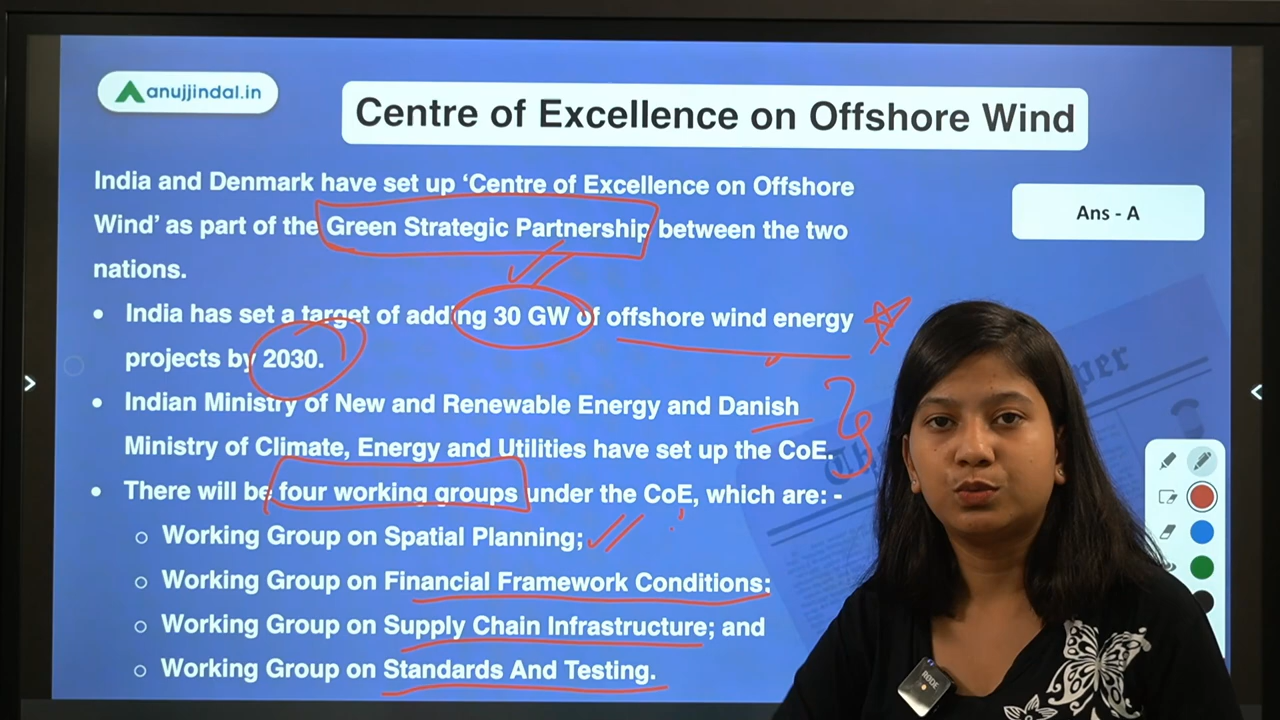 anujjindal.in
Centre of Excellence on Offshore Wind
India and Denmark have set up ‘Centre of Excellence on Offshore
Wind’ as part of the Green Strategic Partnership between the two
nations.
Ans - A
• India has set a target of adding 30 GW of offshore wind energy
projects by 2030.
• Indian Ministry of New and Renewable Energy and Danish
Ministry of Climate, Energy and Utilities have set up the CoE.
• There will be four working groups under the CoE, which are: -
○ Working Group on Spatial Planning;
○ Working Group on Financial Framework Conditions;
○ Working Group on Supply Chain Infrastructure; and
○ Working Group on Standards And Testing.
RØDE